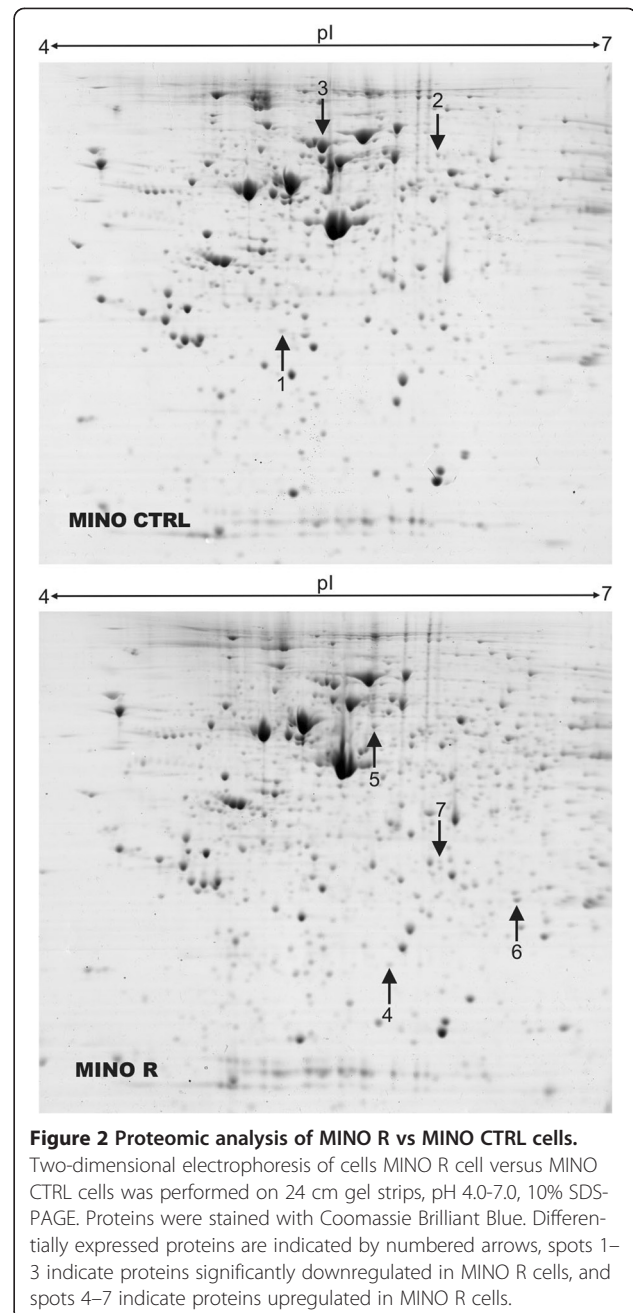 pI
4 7
3 2
1
MINO CTRL
pI
4 7
5
7
6
4
MINO R
Figure 2 Proteomic analysis of MINO R vs MINO CTRL cells.
Two-dimensional electrophoresis of cells MINO R cell versus MINO
CTRL cells was performed on 24 cm gel strips, pH 4.0-7.0, 10% SDS-
PAGE. Proteins were stained with Coomassie Brilliant Blue. Differen-
tially expressed proteins are indicated by numbered arrows, spots 1–
3 indicate proteins significantly downregulated in MINO R cells, and
spots 4–7 indicate proteins upregulated in MINO R cells.